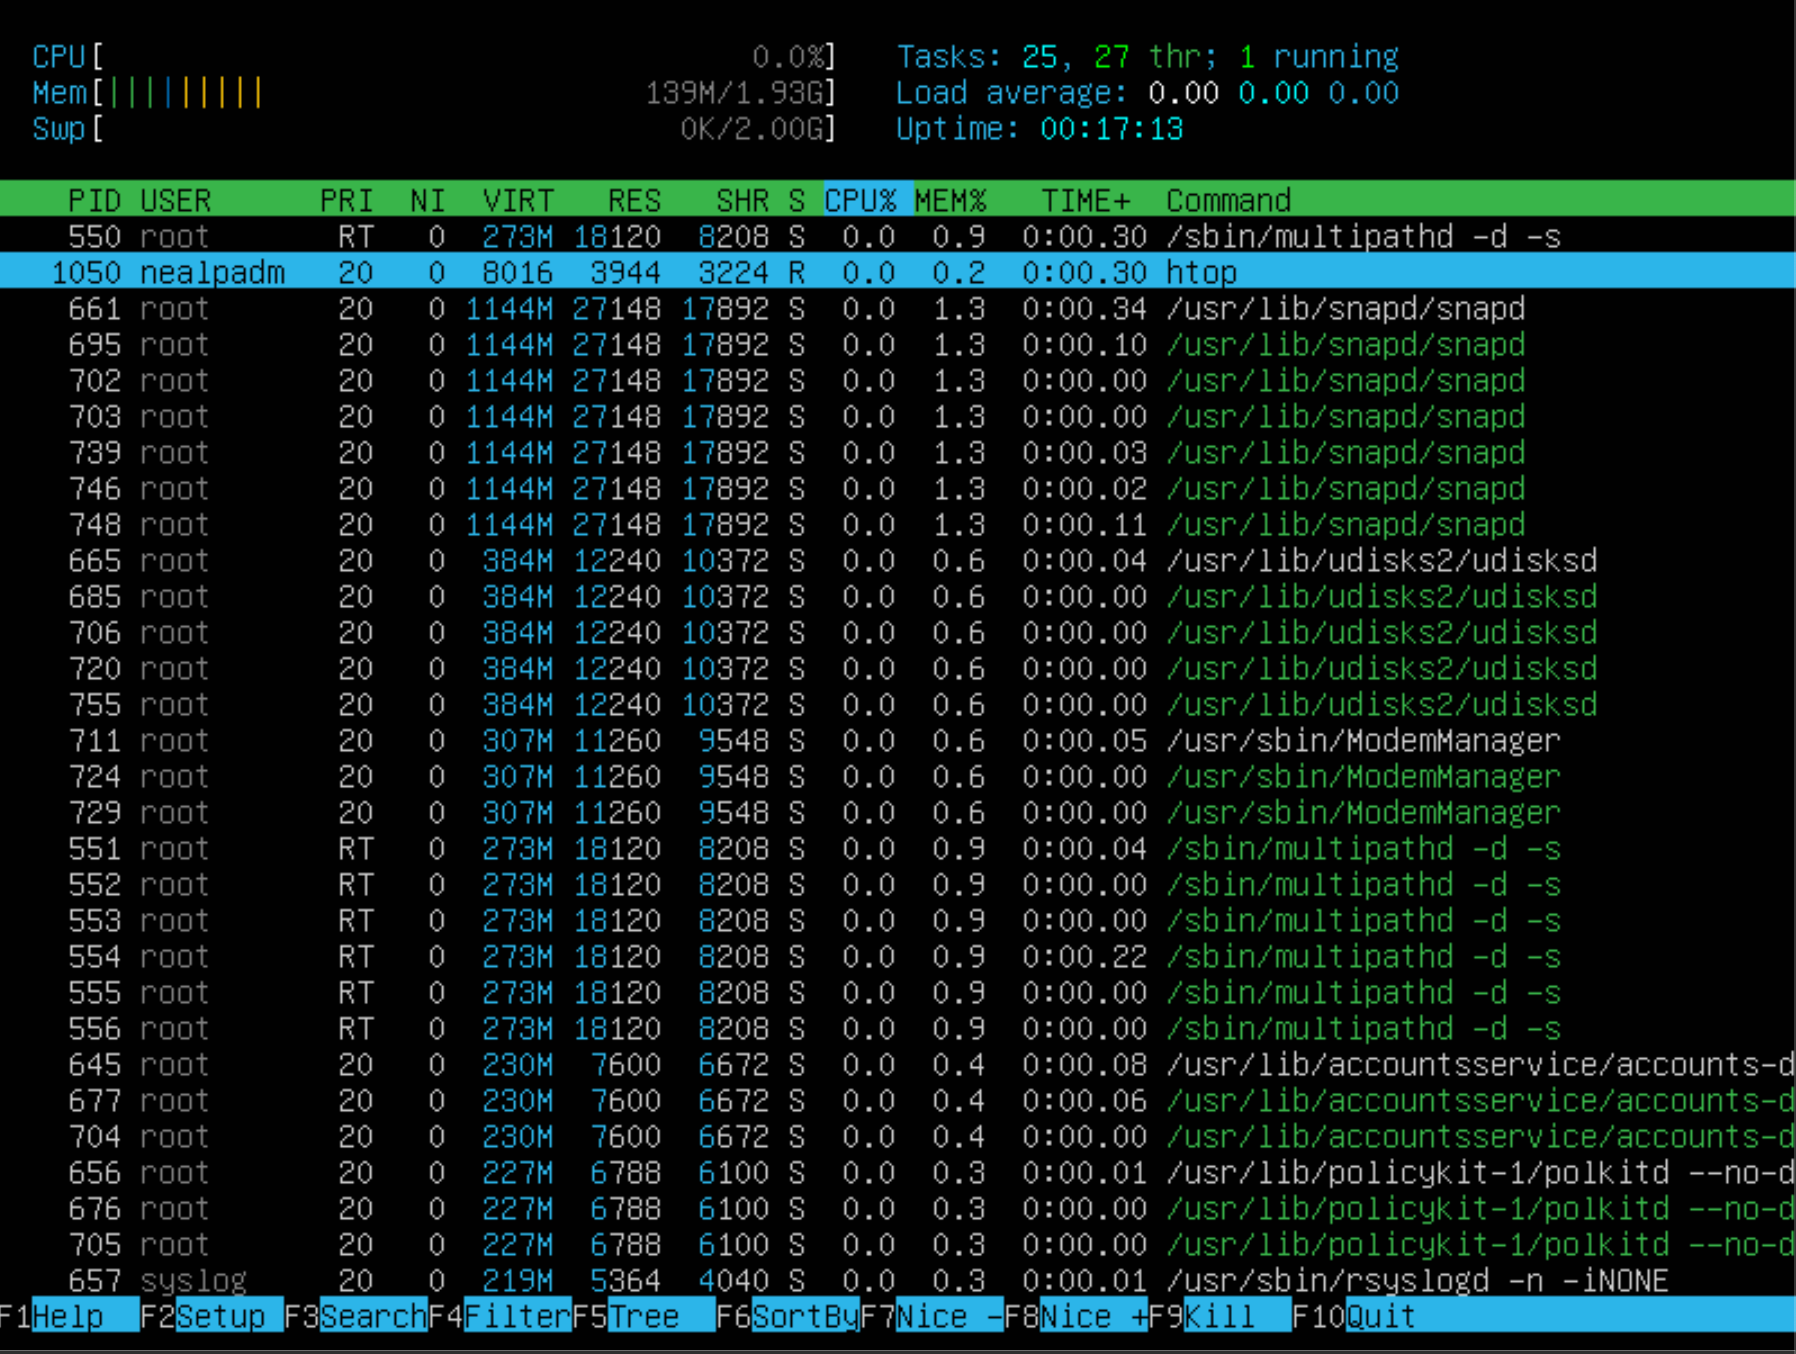 CPU[ 0.0%] Tasks: 25, 27 thr; 1 running
Mem[||||||||| 139M/1.93G] Load average: 0.00 0.00 0.00
Swp[ 0K/2.00G] Uptime: 00:17:13
PID USER PRI NI VIRT RES SHR S CPU% MEM% TIME+ Command
550 root RT 0 273M 18120 8208 S 0.0 0.9 0:00.30 /sbin/multipathd -d -s
1050 nealpadm 20 0 8016 3944 3224 R 0.0 0.2 0:00.30 htop
661 root 20 0 1144M 27148 17892 S 0.0 1.3 0:00.34 /usr/lib/snapd/snapd
695 root 20 0 1144M 27148 17892 S 0.0 1.3 0:00.10 /usr/lib/snapd/snapd
702 root 20 0 1144M 27148 17892 S 0.0 1.3 0:00.00 /usr/lib/snapd/snapd
703 root 20 0 1144M 27148 17892 S 0.0 1.3 0:00.00 /usr/lib/snapd/snapd
739 root 20 0 1144M 27148 17892 S 0.0 1.3 0:00.03 /usr/lib/snapd/snapd
746 root 20 0 1144M 27148 17892 S 0.0 1.3 0:00.02 /usr/lib/snapd/snapd
748 root 20 0 1144M 27148 17892 S 0.0 1.3 0:00.11 /usr/lib/snapd/snapd
665 root 20 0 384M 12240 10372 S 0.0 0.6 0:00.04 /usr/lib/udisks2/udisksd
685 root 20 0 384M 12240 10372 S 0.0 0.6 0:00.00 /usr/lib/udisks2/udisksd
706 root 20 0 384M 12240 10372 S 0.0 0.6 0:00.00 /usr/lib/udisks2/udisksd
720 root 20 0 384M 12240 10372 S 0.0 0.6 0:00.00 /usr/lib/udisks2/udisksd
755 root 20 0 384M 12240 10372 S 0.0 0.6 0:00.00 /usr/lib/udisks2/udisksd
711 root 20 0 307M 11260 9548 S 0.0 0.6 0:00.05 /usr/sbin/ModemManager
724 root 20 0 307M 11260 9548 S 0.0 0.6 0:00.00 /usr/sbin/ModemManager
729 root 20 0 307M 11260 9548 S 0.0 0.6 0:00.00 /usr/sbin/ModemManager
551 root RT 0 273M 18120 8208 S 0.0 0.9 0:00.04 /sbin/multipathd -d -s
552 root RT 0 273M 18120 8208 S 0.0 0.9 0:00.00 /sbin/multipathd -d -s
553 root RT 0 273M 18120 8208 S 0.0 0.9 0:00.00 /sbin/multipathd -d -s
554 root RT 0 273M 18120 8208 S 0.0 0.9 0:00.22 /sbin/multipathd -d -s
555 root RT 0 273M 18120 8208 S 0.0 0.9 0:00.00 /sbin/multipathd -d -s
556 root RT 0 273M 18120 8208 S 0.0 0.9 0:00.00 /sbin/multipathd -d -s
645 root 20 0 230M 7600 6672 S 0.0 0.4 0:00.08 /usr/lib/accountsservice/accounts-d
677 root 20 0 230M 7600 6672 S 0.0 0.4 0:00.06 /usr/lib/accountsservice/accounts-d
704 root 20 0 230M 7600 6672 S 0.0 0.4 0:00.00 /usr/lib/accountsservice/accounts-d
656 root 20 0 227M 6788 6100 S 0.0 0.3 0:00.01 /usr/lib/policykit-1/polkitd --no-d
676 root 20 0 227M 6788 6100 S 0.0 0.3 0:00.00 /usr/lib/policykit-1/polkitd --no-d
705 root 20 0 227M 6788 6100 S 0.0 0.3 0:00.00 /usr/lib/policykit-1/polkitd --no-d
657 syslog 20 0 219M 5364 4040 S 0.0 0.3 0:00.01 /usr/sbin/rsyslogd -n -iNONE
F1Help F2Setup F3SearchF4FilterF5Tree F6SortByF7Nice -F8Nice +F9Kill F10Quit